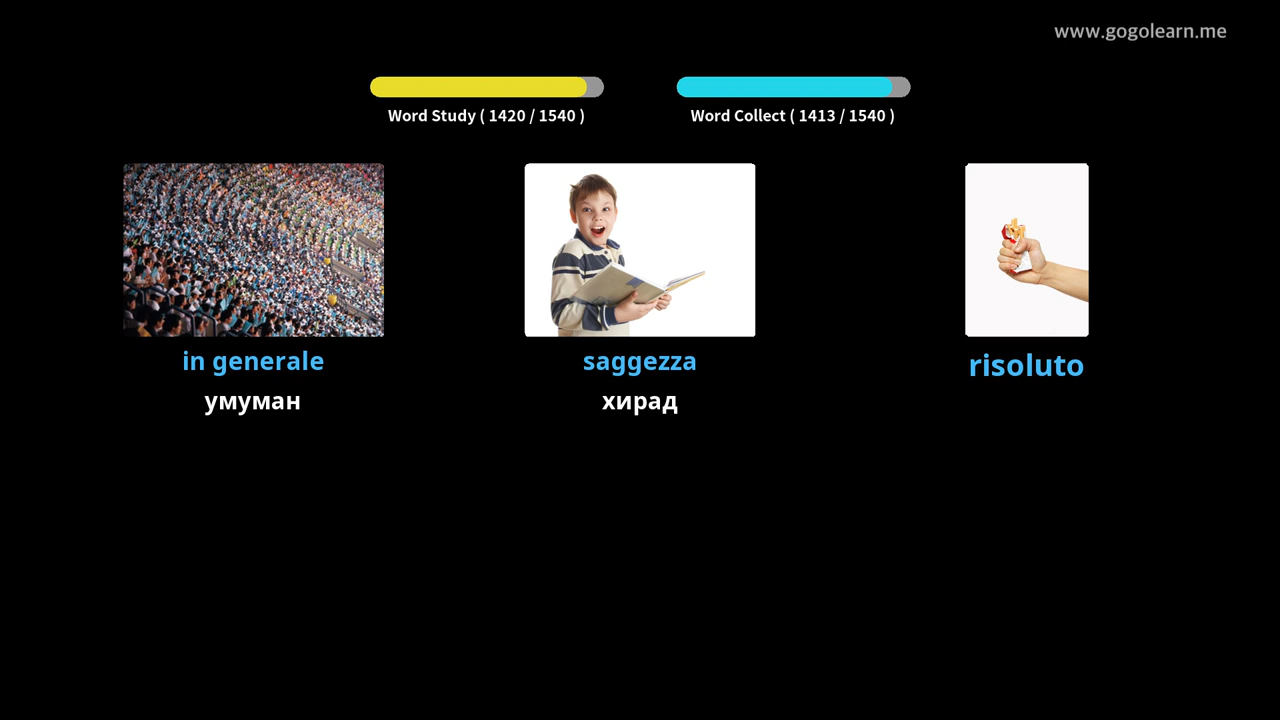 www.gogolearn.me
Word Study ( 1420 / 1540 )
Word Collect ( 1413 / 1540 )
in generale
умуман
saggezza
хирад
risoluto